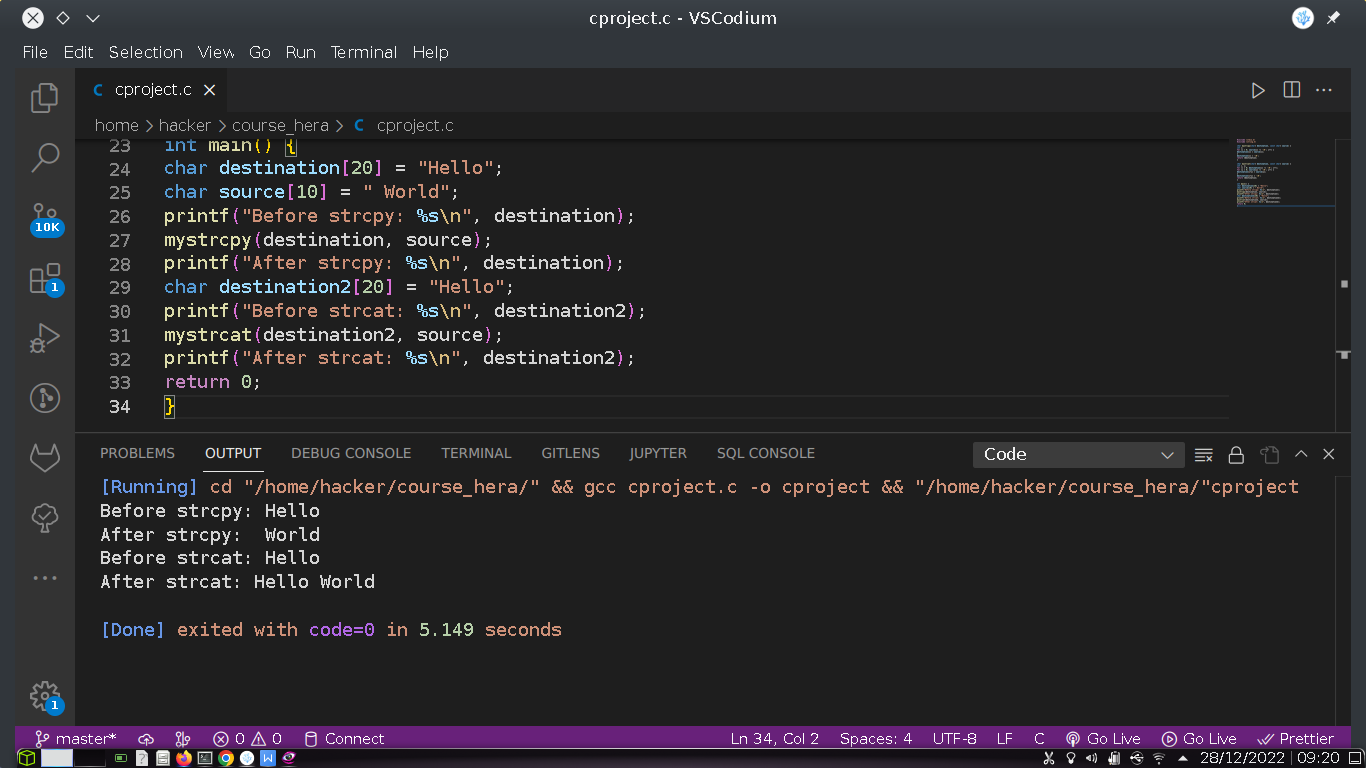 cproject.c - VSCodium
File Edit Selection View Go Run Terminal Help
C cproject.c
home > hacker > course_hera > C cproject.c
23 int main() {
24 char destination[20] = "Hello";
25 char source[10] = " World";
26 printf("Before strcpy: %s\n", destination);
27 mystrcpy(destination, source);
28 printf("After strcpy: %s\n", destination);
29 char destination2[20] = "Hello";
30 printf("Before strcat: %s\n", destination2);
31 mystrcat(destination2, source);
32 printf("After strcat: %s\n", destination2);
33 return 0;
34 }
10K
1
1
PROBLEMS OUTPUT DEBUG CONSOLE TERMINAL GITLENS JUPYTER SQL CONSOLE Code
[Running] cd "/home/hacker/course_hera/" && gcc cproject.c -o cproject && "/home/hacker/course_hera/"cproject
Before strcpy: Hello
After strcpy:  World
Before strcat: Hello
After strcat: Hello World
[Done] exited with code=0 in 5.149 seconds
master* 0 0 Connect Ln 34, Col 2 Spaces: 4 UTF-8 LF C Go Live Go Live Prettier
28/12/2022 09:20